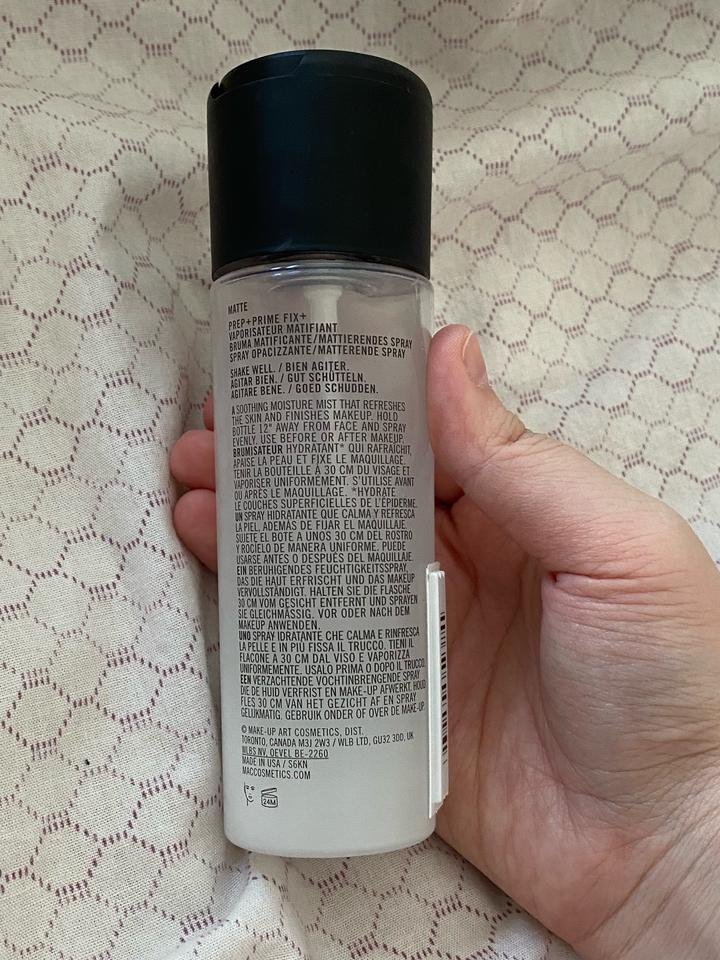 MATTE
PREP+PRIME FIX+
VAPORISATEUR MATIFIANT
BRUMA MATIFICANTE/MATTIERENDES SPRAY
SPRAY OPACIZZANTE/MATTERENDE SPRAY
SHAKE WELL. / BIEN AGITER.
AGITAR BIEN. / GUT SCHÜTTELN.
AGITARE BENE. / GOED SCHUDDEN.
A SOOTHING MOISTURE MIST THAT REFRESHES
THE SKIN AND FINISHES MAKEUP. HOLD
BOTTLE 12" AWAY FROM FACE AND SPRAY
EVENLY. USE BEFORE OR AFTER MAKEUP.
BRUMISATEUR HYDRATANT* QUI RAFRAICHIT,
APAISE LA PEAU ET FIXE LE MAQUILLAGE.
TENIR LA BOUTEILLE À 30 CM DU VISAGE ET
VAPORISER UNIFORMÉMENT. S'UTILISE AVANT
OU APRÈS LE MAQUILLAGE. *HYDRATE
LE COUCHES SUPERFICIELLES DE L'ÉPIDERME.
UN SPRAY HIDRATANTE QUE CALMA Y REFRESCA
LA PIEL, ADEMÁS DE FIJAR EL MAQUILLAJE.
SUJETE EL BOTE A UNOS 30 CM DEL ROSTRO
Y ROCÍELO DE MANERA UNIFORME. PUEDE
USARSE ANTES O DESPUÉS DEL MAQUILLAJE.
EIN BERUHIGENDES FEUCHTIGKEITSSPRAY,
DAS DIE HAUT ERFRISCHT UND DAS MAKEUP
VERVOLLSTÄNDIGT. HALTEN SIE DIE FLASCHE
30 CM VOM GESICHT ENTFERNT UND SPRAYEN
SIE GLEICHMÄSSIG. VOR ODER NACH DEM
MAKEUP ANWENDEN.
UNO SPRAY IDRATANTE CHE CALMA E RINFRESCA
LA PELLE E IN PIÙ FISSA IL TRUCCO. TIENI IL
FLACONE A 30 CM DAL VISO E VAPORIZZA
UNIFORMEMENTE. USALO PRIMA O DOPO IL TRUCCO.
EEN VERZACHTENDE VOCHTINBRENGENDE SPRAY
DIE DE HUID VERFRIST EN MAKE-UP AFWERKT. HOUD
FLES 30 CM VAN HET GEZICHT AF EN SPRAY
GELIJKMATIG. GEBRUIK ONDER OF OVER DE MAKE-UP.
© MAKE-UP ART COSMETICS, DIST.
TORONTO, CANADA M3J 2W3 / WLB LTD, GU32 3DD, UK
WLBS NV, OEVEL BE-2260
MADE IN USA / S6KN
MACCOSMETICS.COM
24M